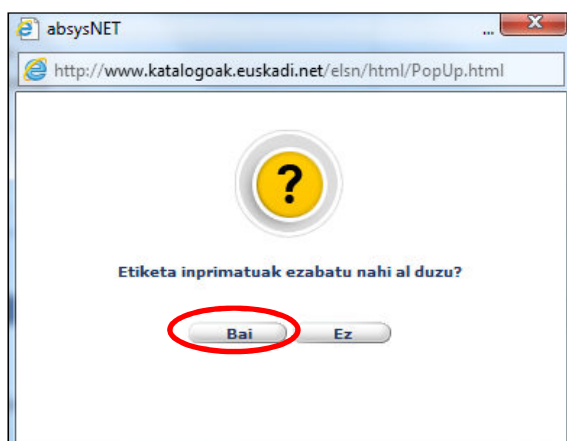 absysNET
...
X
http://www.katalogoak.euskadi.net/elsn/html/PopUp.html
?
Etiketa inprimatuak ezabatu nahi al duzu?
Bai Ez